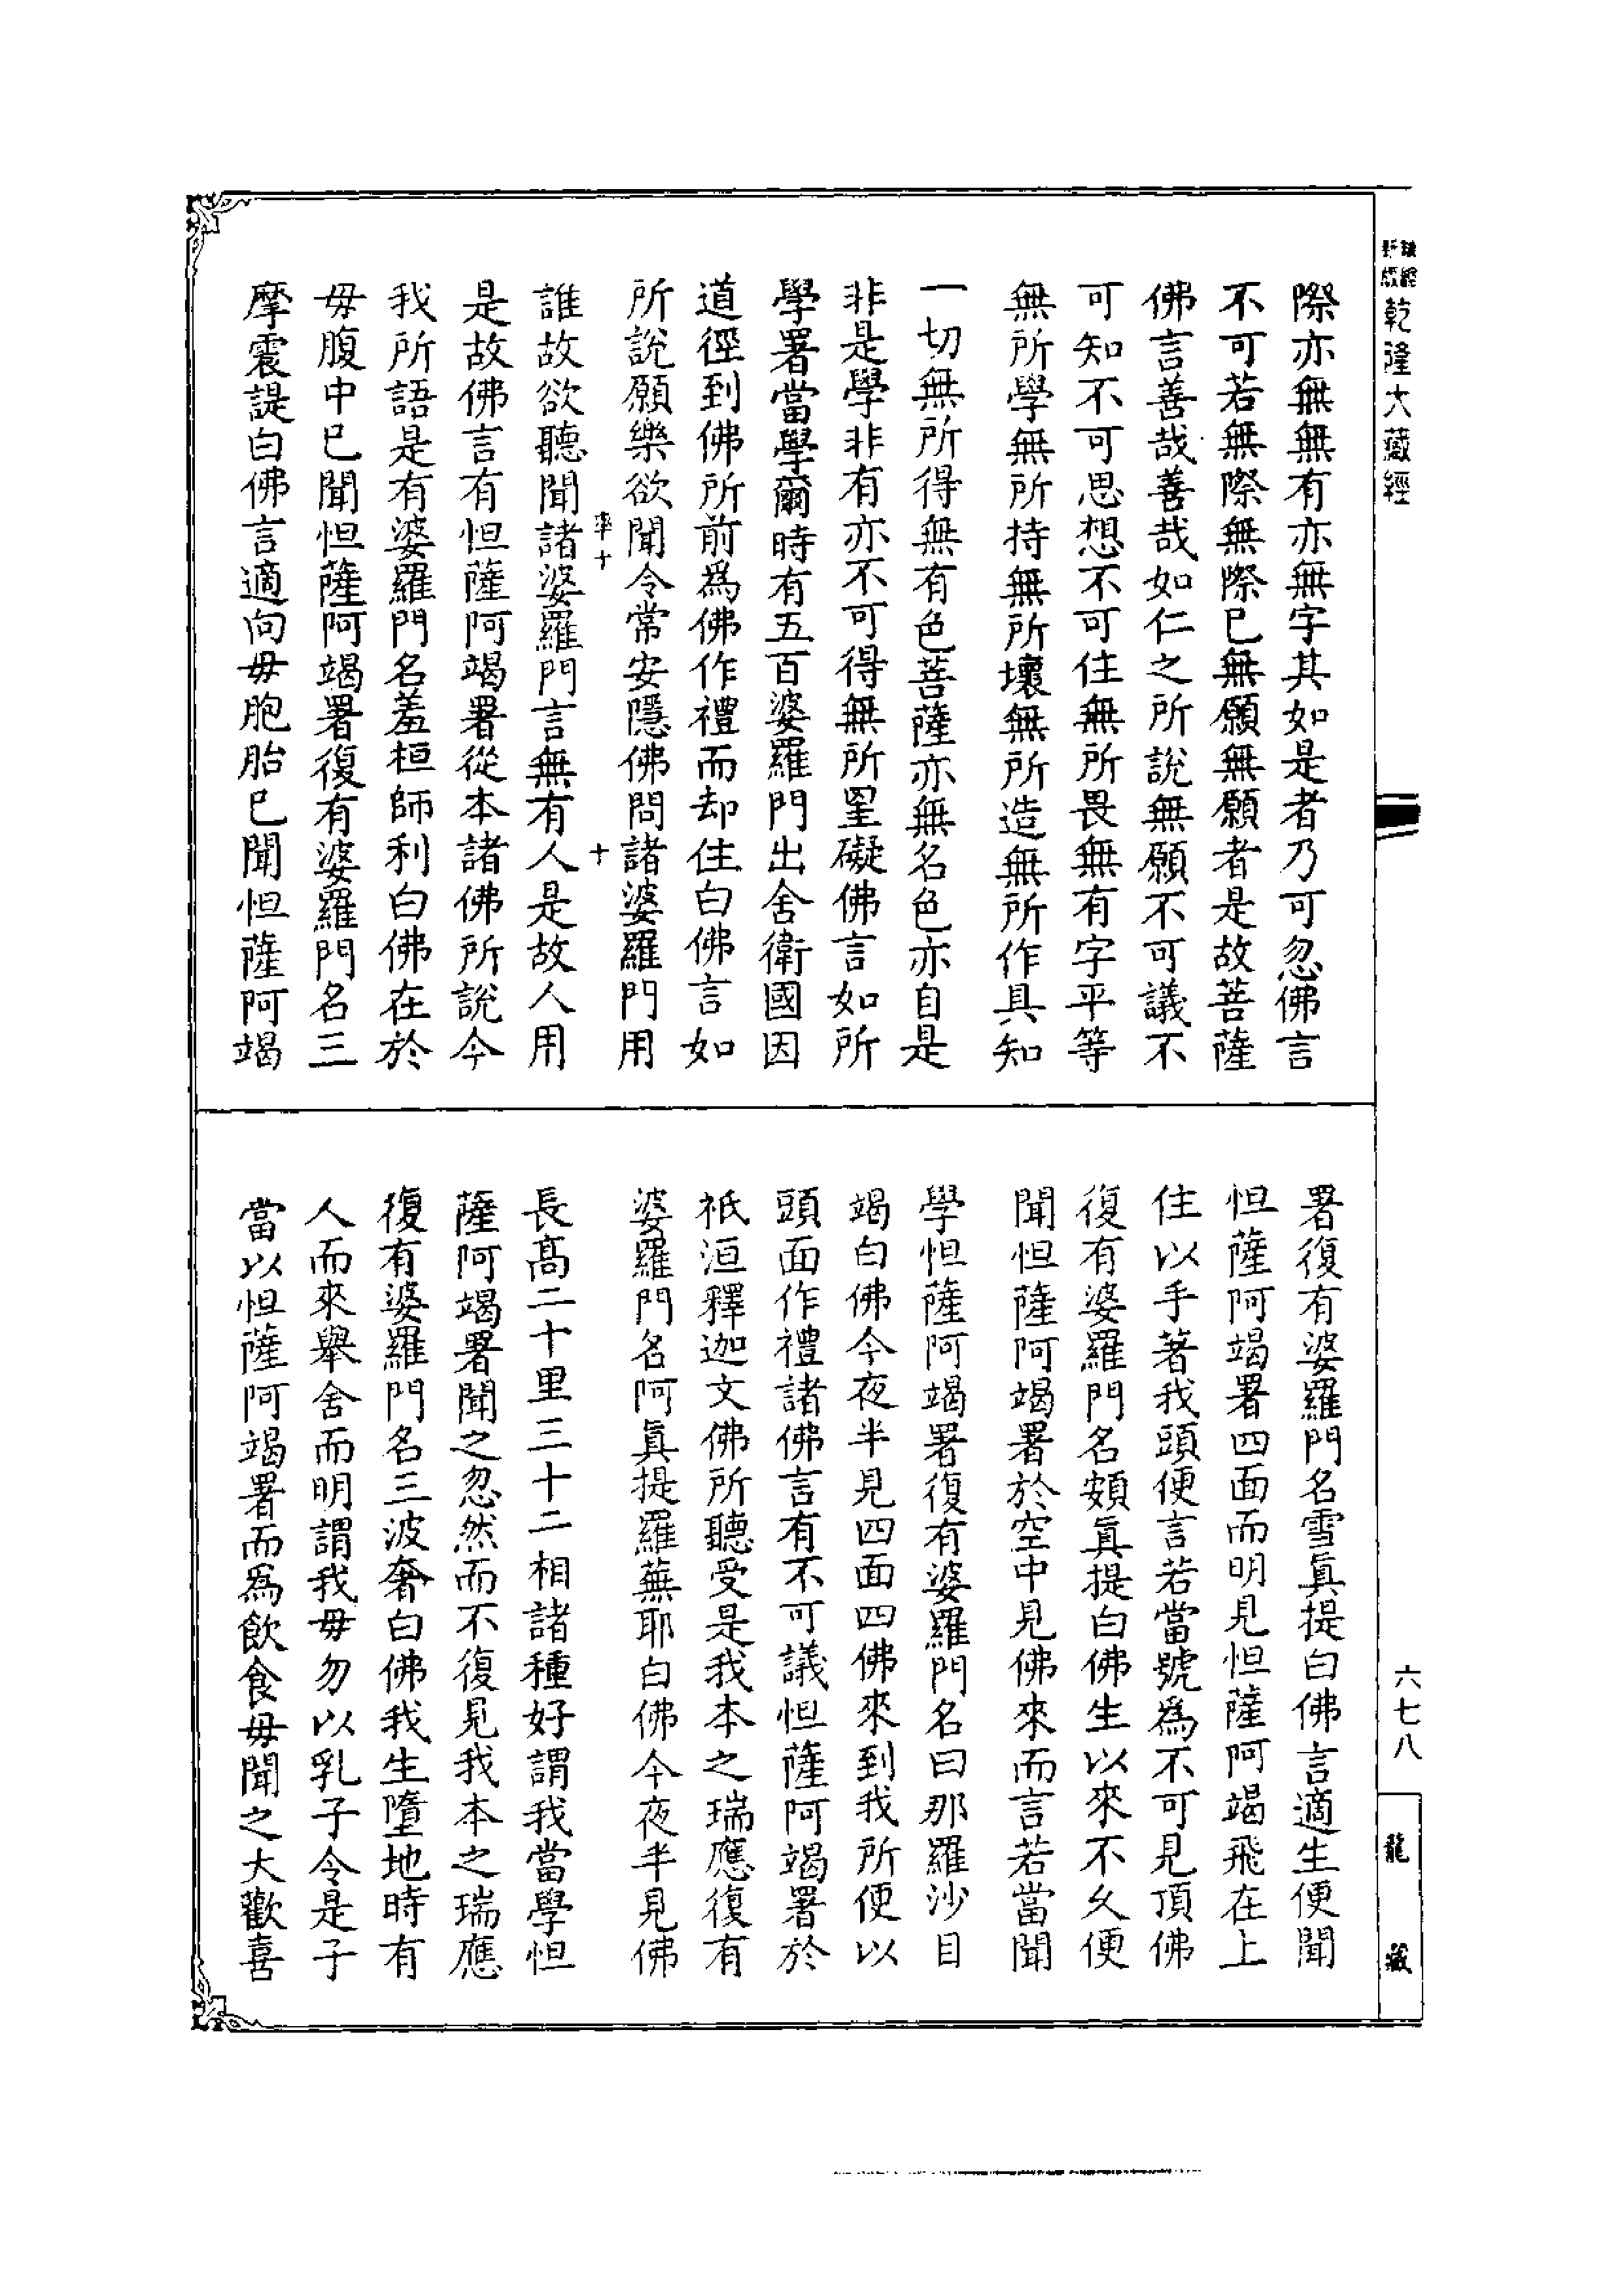 乾隆大藏經
際亦無無有亦無字其如是者乃可忽佛言
不可若無際無際已無願無願者是故菩薩
佛言善哉善哉如仁之所說無願不可議不
可知不可思想不可住無所畏無有字平等
無所學無所持無所壞無所造無所作具知
一切無所得無有色菩薩亦無名色亦自是
非是學非有亦不可得無所罣礙佛言如所
學署當學爾時有五百婆羅門出舍衛國因
道徑到佛所前為佛作禮而却住白佛言如
所說願樂欲聞令常安隱佛問諸婆羅門用
率十
十
誰故欲聽聞諸婆羅門言無有人是故人用
是故佛言有怛薩阿竭署從本諸佛所說今
我所語是有婆羅門名羞桓師利白佛在於
毋腹中已聞怛薩阿竭署復有婆羅門名三
摩震諟白佛言適向毋胞胎已聞怛薩阿竭
署復有婆羅門名雪真提白佛言適生便聞
怛薩阿竭署四面而明見怛薩阿竭飛在上
住以手著我頭便言若當號為不可見頂佛
復有婆羅門名頞真提白佛生以來不久便
聞怛薩阿竭署於空中見佛來而言若當聞
學怛薩阿竭署復有婆羅門名曰那羅沙目
竭白佛今夜半見四面四佛來到我所便以
頭面作禮諸佛言有不可議怛薩阿竭署於
祇洹釋迦文佛所聽受是我本之瑞應復有
婆羅門名阿真提羅蕪耶白佛今夜半見佛
長高二十里三十二相諸種好謂我當學怛
薩阿竭署聞之忽然而不復見我本之瑞應
復有婆羅門名三波奢白佛我生墮地時有
人而來舉舍而明謂我毋勿以乳子令是子
當以怛薩阿竭署而為飲食毋聞之大歡喜
六七八
龍藏